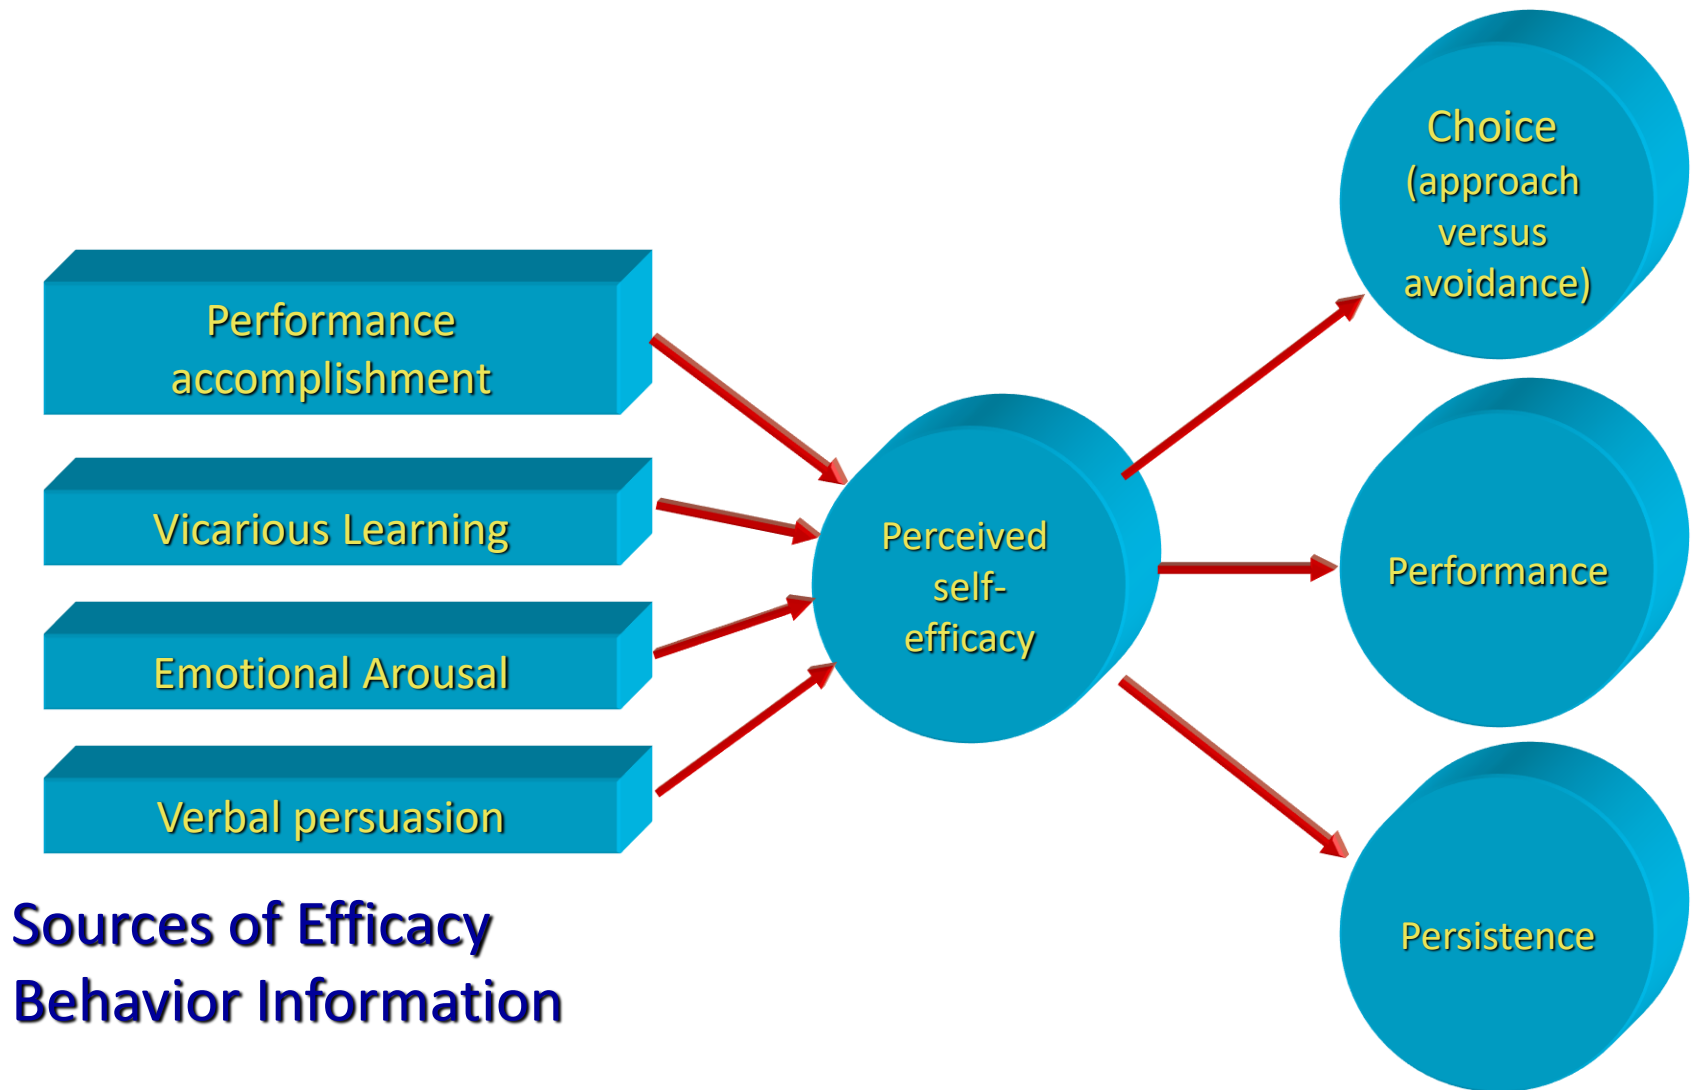 Performance
accomplishment
Vicarious Learning
Emotional Arousal
Verbal persuasion
Sources of Efficacy
Behavior Information
Perceived
self-
efficacy
Choice
(approach
versus
avoidance)
Performance
Persistence